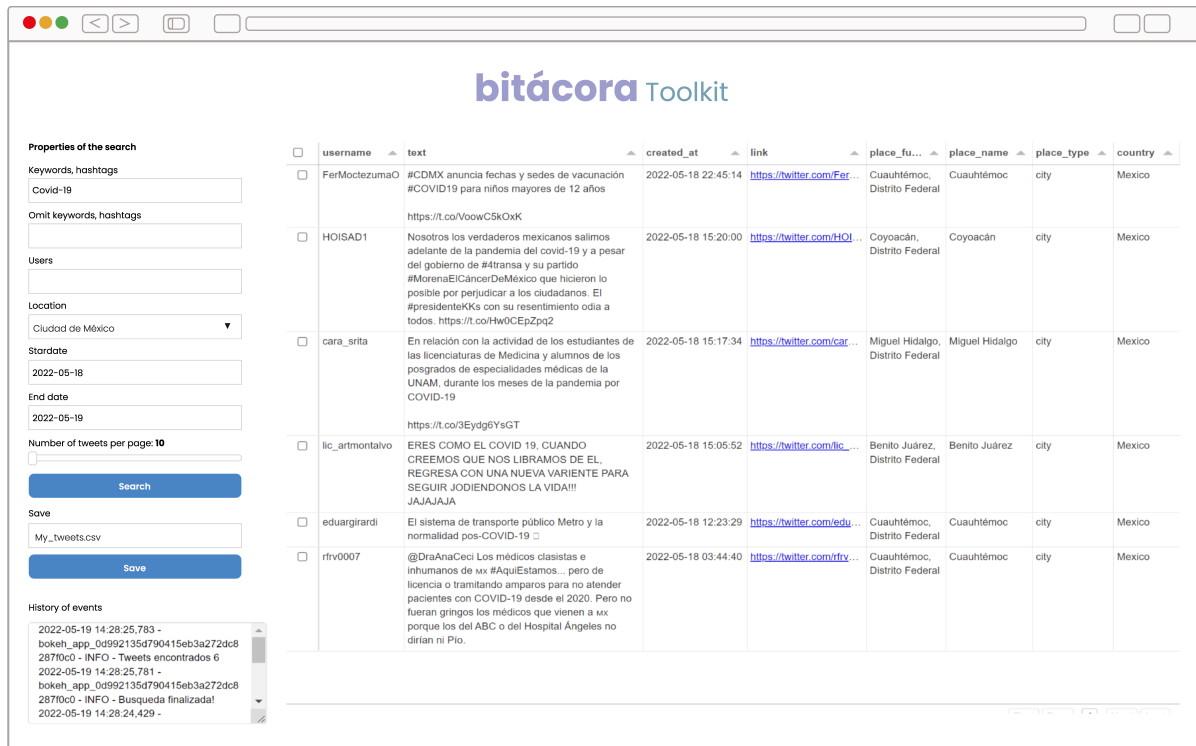 bitácora Toolkit
Properties of the search
Keywords, hashtags
Covid-19
Omit keywords, hashtags
Users
Location
Ciudad de México ▼
Stardate
2022-05-18
End date
2022-05-19
Number of tweets per page: 10
Search
Save
My_tweets.csv
Save
History of events
2022-05-19 14:28:25,783 -
bokeh_app_0d992135d790415eb3a272dc8
287f0c0 - INFO - Tweets encontrados 6
2022-05-19 14:28:25,781 -
bokeh_app_0d992135d790415eb3a272dc8
287f0c0 - INFO - Busqueda finalizada!
2022-05-19 14:28:24,429 -
username text created_at link place_fu... place_name place_type country
FerMoctezumaO #CDMX anuncia fechas y sedes de vacunación 2022-05-18 22:45:14 https://twitter.com/Fer... Cuauhtémoc, Cuauhtémoc city Mexico
#COVID19 para niños mayores de 12 años Distrito Federal
https://t.co/VoowC5kOxK
HOISAD1 Nosotros los verdaderos mexicanos salimos 2022-05-18 15:20:00 https://twitter.com/HOI... Coyoacán, Coyoacán city Mexico
adelante de la pandemia del covid-19 y a pesar Distrito Federal
del gobierno de #4transa y su partido
#MorenaElCáncerDeMéxico que hicieron lo
posible por perjudicar a los ciudadanos. El
#presidenteKKs con su resentimiento odia a
todos. https://t.co/Hw0CEpZpq2
cara_srita En relación con la actividad de los estudiantes de 2022-05-18 15:17:34 https://twitter.com/car... Miguel Hidalgo, Miguel Hidalgo city Mexico
las licenciaturas de Medicina y alumnos de los Distrito Federal
posgrados de especialidades médicas de la
UNAM, durante los meses de la pandemia por
COVID-19
https://t.co/3Eydg6YsGT
lic_artmontalvo ERES COMO EL COVID 19, CUANDO 2022-05-18 15:05:52 https://twitter.com/lic_... Benito Juárez, Benito Juárez city Mexico
CREEMOS QUE NOS LIBRAMOS DE EL, Distrito Federal
REGRESA CON UNA NUEVA VARIENTE PARA
SEGUIR JODIENDONOS LA VIDA!!!
JAJAJAJA
eduargirardi El sistema de transporte público Metro y la 2022-05-18 12:23:29 https://twitter.com/edu... Cuauhtémoc, Cuauhtémoc city Mexico
normalidad pos-COVID-19 □ Distrito Federal
rfrv0007 @DraAnaCeci Los médicos clasistas e 2022-05-18 03:44:40 https://twitter.com/rfrv... Cuauhtémoc, Cuauhtémoc city Mexico
inhumanos de MX #AquiEstamos... pero de Distrito Federal
licencia o tramitando amparos para no atender
pacientes con COVID-19 desde el 2020. Pero no
fueran gringos los médicos que vienen a MX
porque los del ABC o del Hospital Ángeles no
dirían ni Pío.